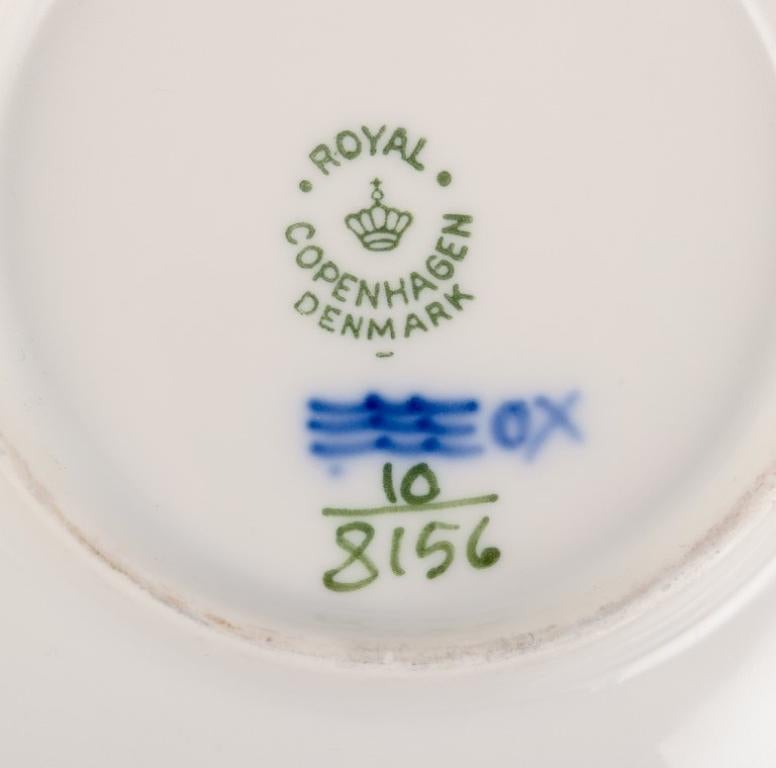 ROYAL
COPENHAGEN
DENMARK
OX
10
8156